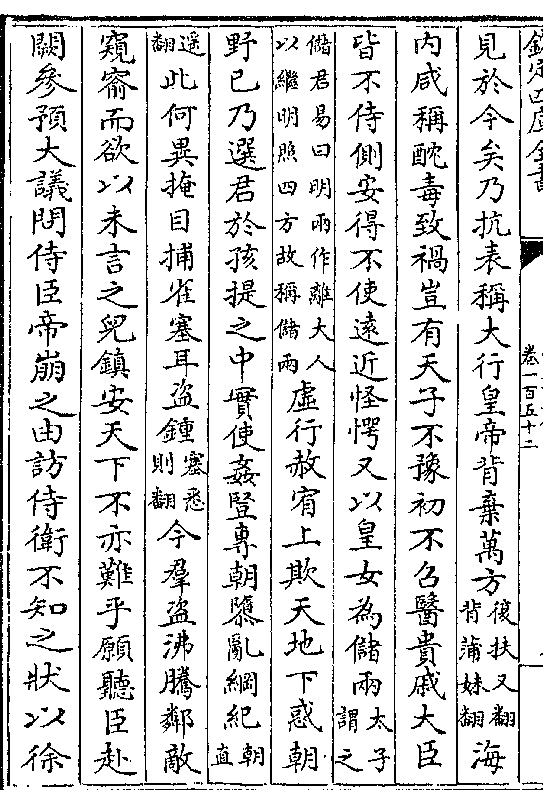 欽定四庫全書
卷一百五十二
見於今矣乃抗表稱大行皇帝背棄萬方復扶又翻背蒲妹翻海
内咸稱酖毒致禍豈有天子不豫初不召醫貴戚大臣
皆不侍側安得不使遠近怪愕又以皇女為儲兩太子謂之
儲君易曰明兩作離大人以繼明照四方故稱儲兩虛行赦宥上欺天地下惑朝
野已乃選君於孩提之中實使姦豎專朝隳亂綱紀朝直
遥翻此何異掩目捕雀塞耳盗鍾塞悉則翻今羣盗沸騰鄰敵
窺窬而欲以未言之兒鎮安天下不亦難乎願聽臣赴
闕參預大議問侍臣帝崩之由訪侍衛不知之狀以徐